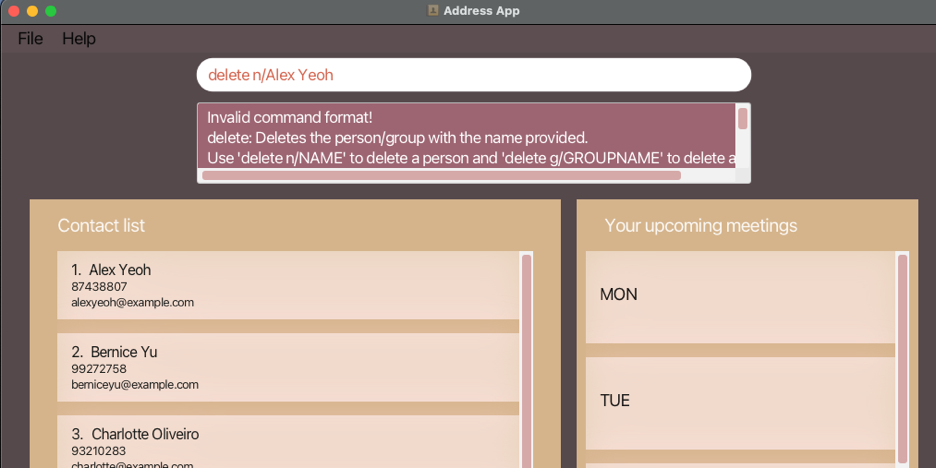 Address App
File Help
delete n/Alex Yeoh
Invalid command format!
delete: Deletes the person/group with the name provided.
Use 'delete n/NAME' to delete a person and 'delete g/GROUPNAME' to delete a
Contact list
1. Alex Yeoh
87438807
alexyeoh@example.com
2. Bernice Yu
99272758
berniceyu@example.com
3. Charlotte Oliveiro
93210283
charlotte@example.com
Your upcoming meetings
MON
TUE